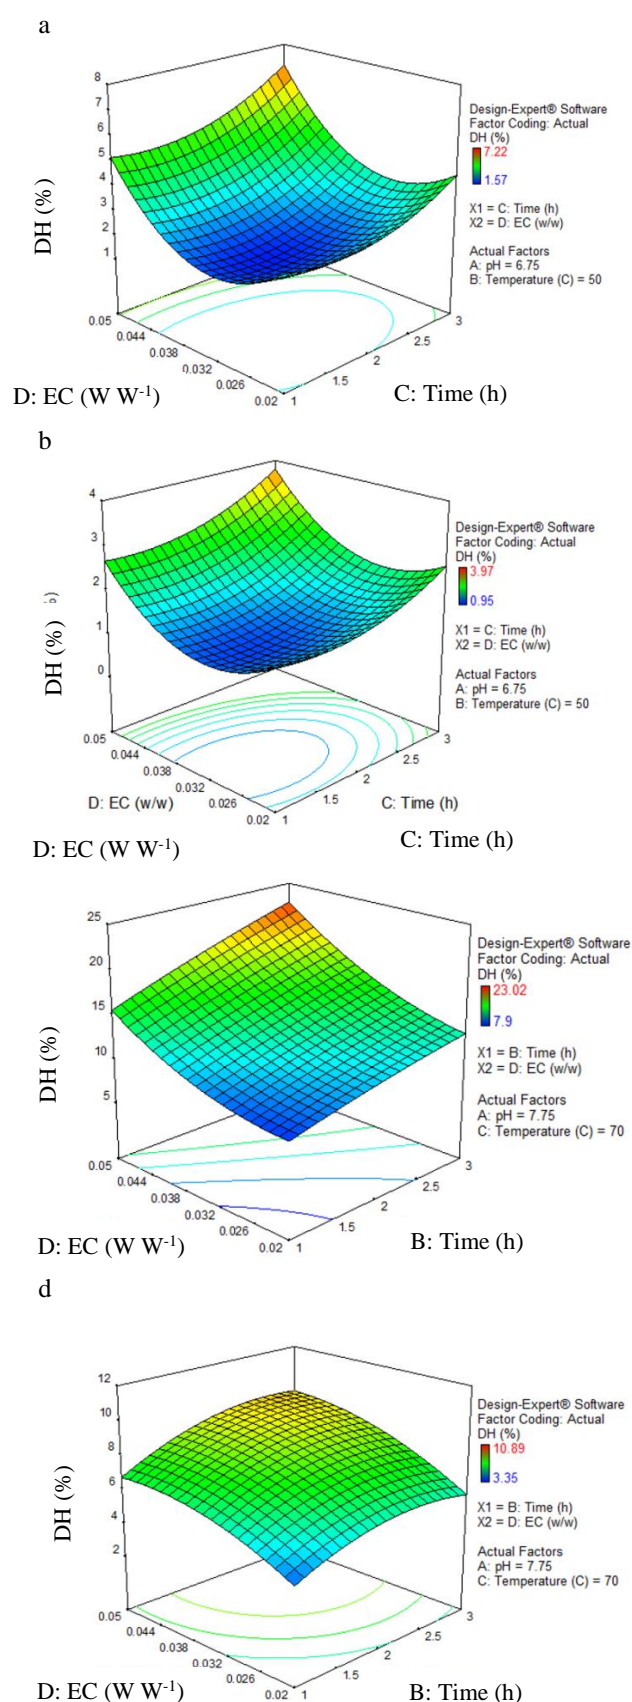 a
8
7
6
5
4
3
2
1
DH (%)
0.05
0.044
0.038
0.032
0.026
0.02
1
1.5
2
2.5
3
D: EC (W W-1)
C: Time (h)
Design-Expert® Software
Factor Coding: Actual
DH (%)
7.22
1.57
X1 = C: Time (h)
X2 = D: EC (w/w)
Actual Factors
A: pH = 6.75
B: Temperature (C) = 50
b
4
3
2
1
0
DH (%)
0.05
0.044
0.038
0.032
0.026
0.02
1
1.5
2
2.5
3
D: EC (w/w)
C: Time (h)
D: EC (W W-1)
C: Time (h)
Design-Expert® Software
Factor Coding: Actual
DH (%)
3.97
0.95
X1 = C: Time (h)
X2 = D: EC (w/w)
Actual Factors
A: pH = 6.75
B: Temperature (C) = 50
25
20
15
10
5
DH (%)
0.05
0.044
0.038
0.032
0.026
0.02
1
1.5
2
2.5
3
D: EC (W W-1)
B: Time (h)
Design-Expert® Software
Factor Coding: Actual
DH (%)
23.02
7.9
X1 = B: Time (h)
X2 = D: EC (w/w)
Actual Factors
A: pH = 7.75
C: Temperature (C) = 70
d
12
10
8
6
4
2
DH (%)
0.05
0.044
0.038
0.032
0.026
0.02
1
1.5
2
2.5
3
D: EC (W W-1)
B: Time (h)
Design-Expert® Software
Factor Coding: Actual
DH (%)
10.89
3.35
X1 = B: Time (h)
X2 = D: EC (w/w)
Actual Factors
A: pH = 7.75
C: Temperature (C) = 70